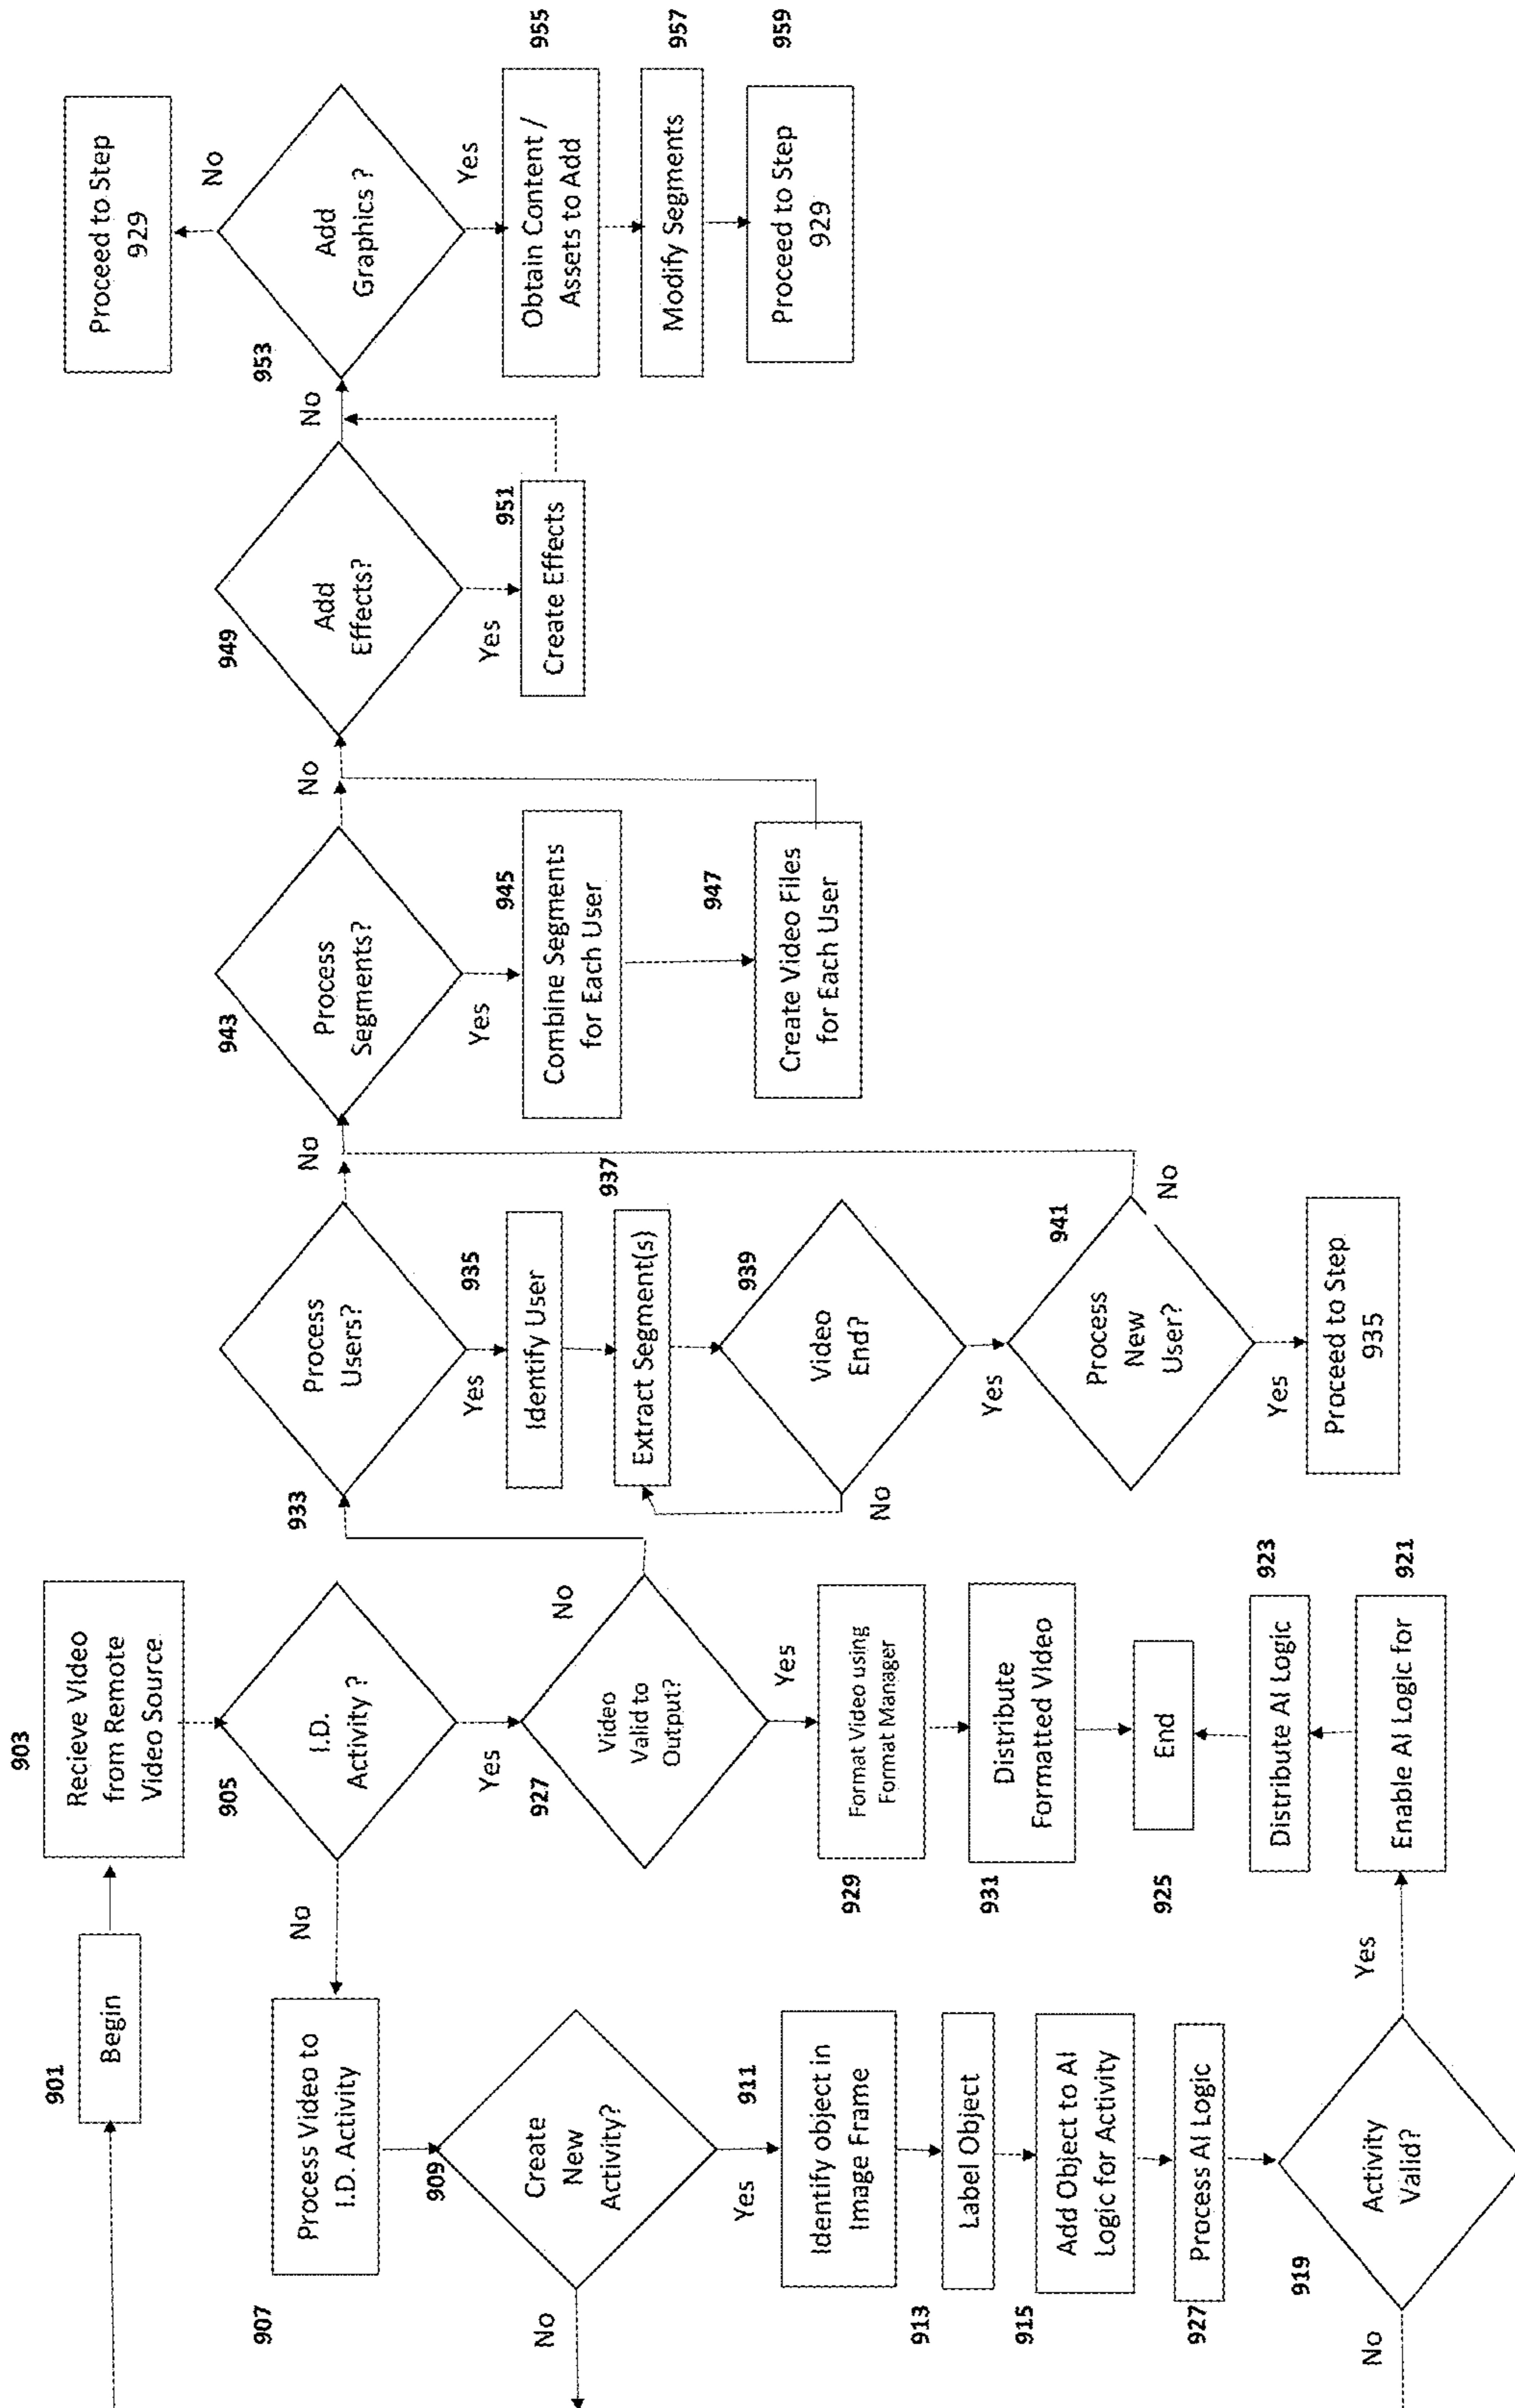 901
Begin
903
Recieve Video
from Remote
Video Source
905
I.D.
Activity ?
No
Yes
907
Process Video to
I.D. Activity
909
Create
New
Activity?
No
Yes
911
Identify object in
Image Frame
913
Label Object
915
Add Object to AI
Logic for Activity
927
Process AI Logic
919
Activity
Valid?
No
Yes
921
Enable AI Logic for
923
Distribute AI Logic
925
End
927
Video
Valid to
Output?
No
Yes
929
Format Video using
Format Manager
931
Distribute
Formatted Video
933
Process
Users?
No
Yes
935
Identify User
937
Extract Segment(s)
939
Video
End?
No
Yes
941
Process
New
User?
No
Yes
Proceed to Step
935
943
Process
Segments?
No
Yes
945
Combine Segments
for Each User
947
Create Video Files
for Each User
949
Add
Effects?
No
Yes
951
Create Effects
953
Add
Graphics ?
No
Proceed to Step
929
Yes
955
Obtain Content /
Assets to Add
957
Modify Segments
959
Proceed to Step
929